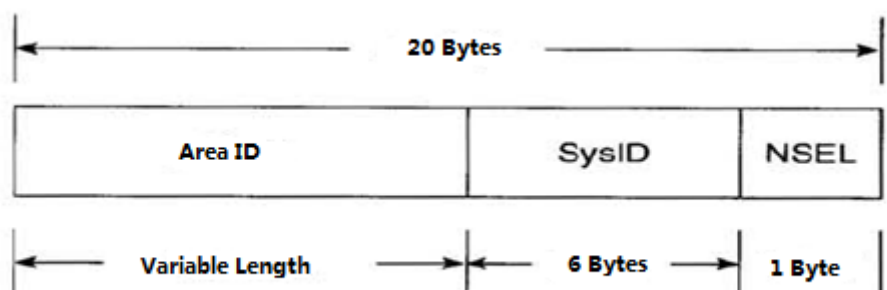 20 Bytes
Area ID SysID NSEL
Variable Length 6 Bytes 1 Byte